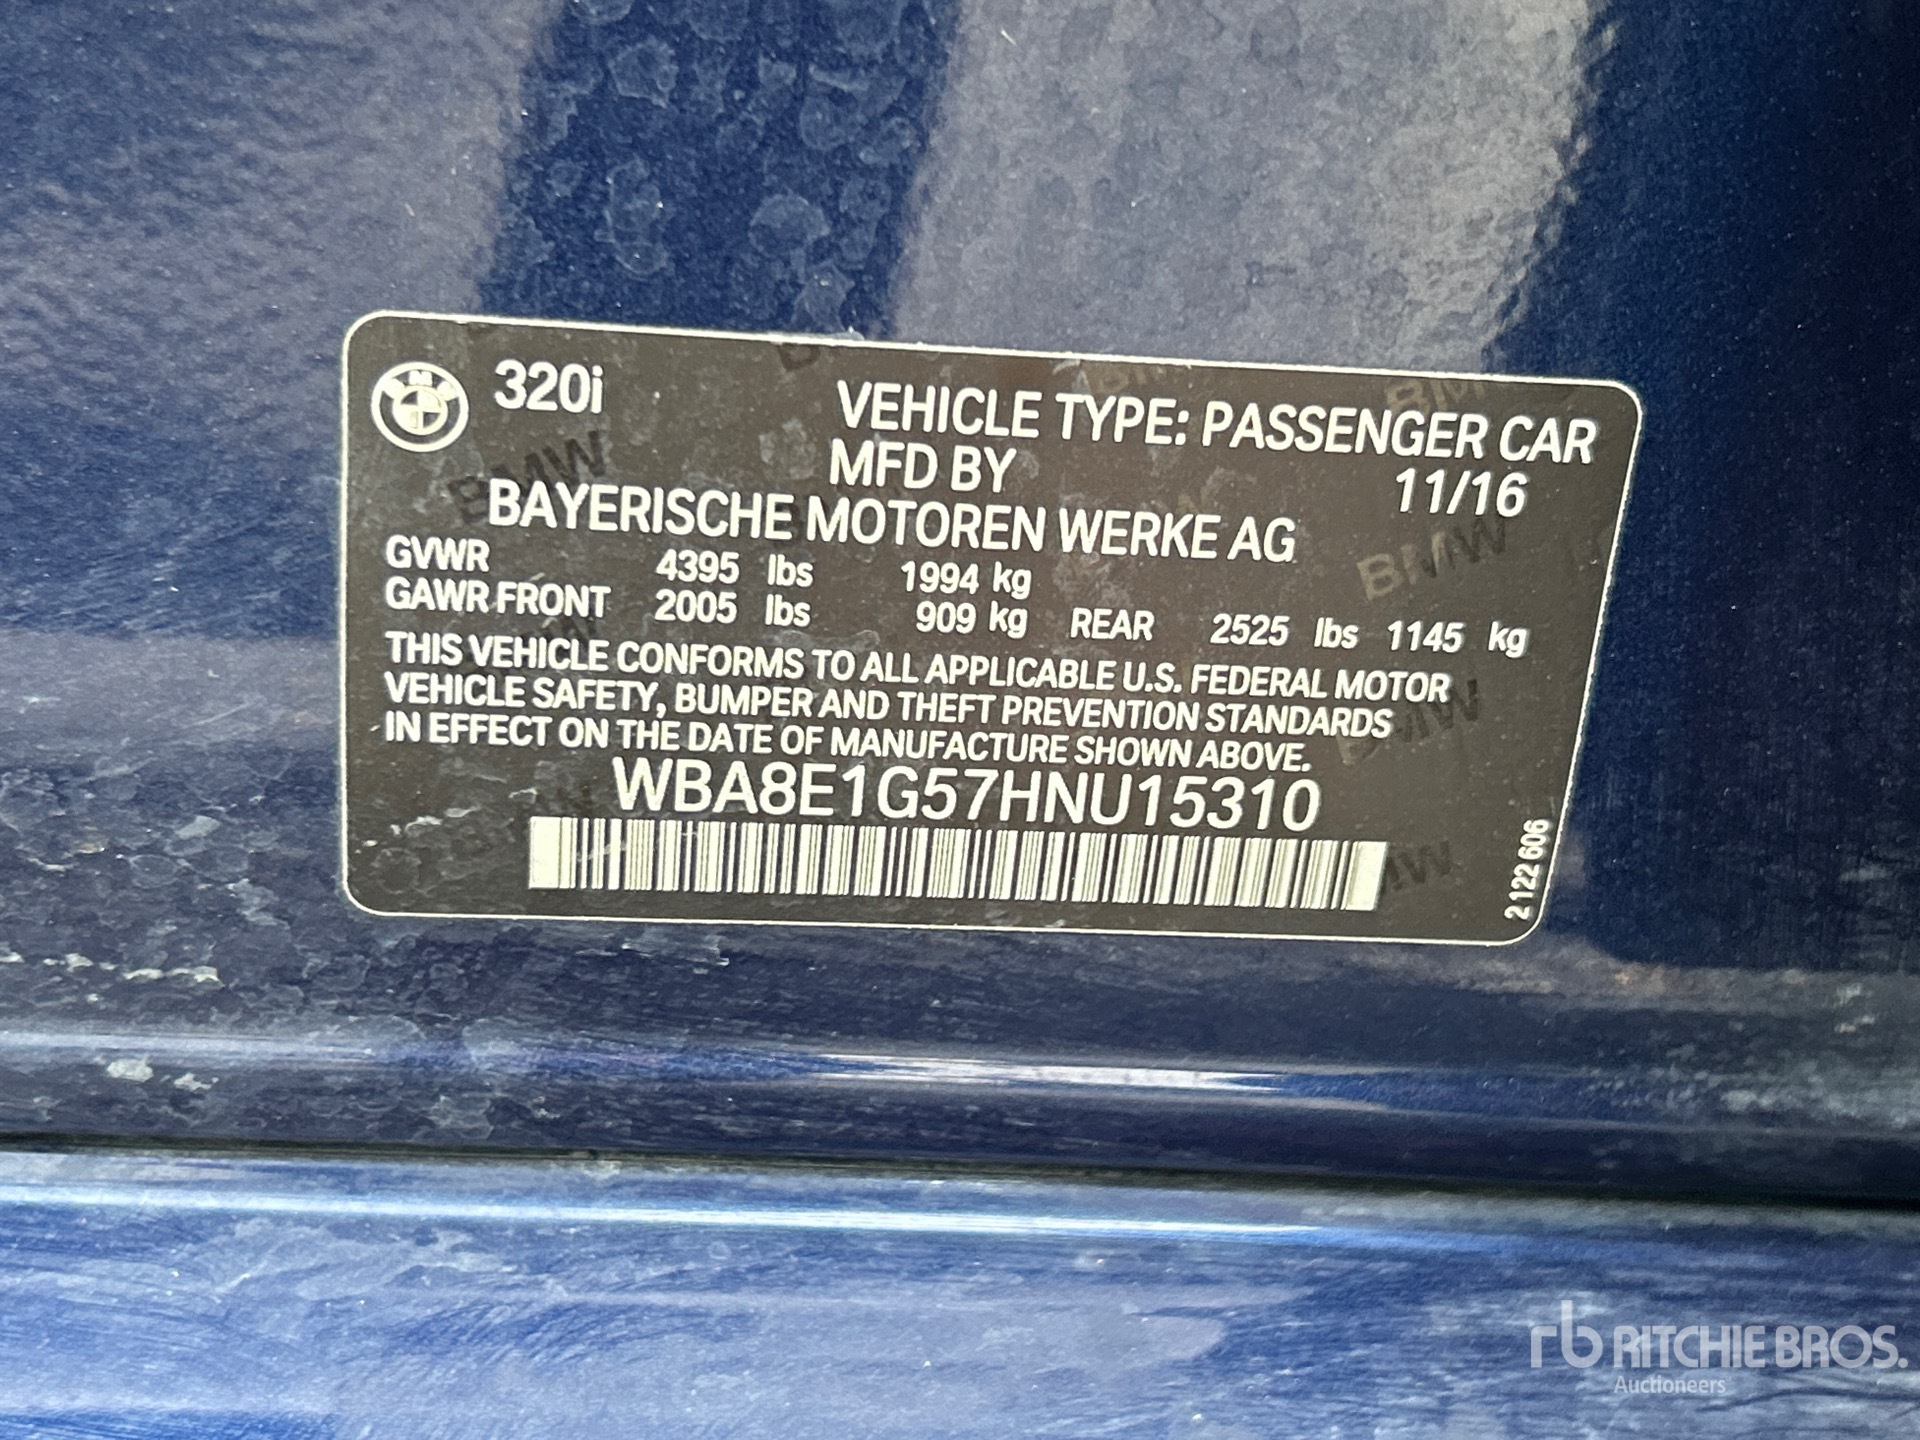 320i
VEHICLE TYPE: PASSENGER CAR
MFD BY
11/16
BAYERISCHE MOTOREN WERKE AG
GVWR 4395 lbs 1994 kg
GAWR FRONT 2005 lbs 909 kg REAR 2525 lbs 1145 kg
THIS VEHICLE CONFORMS TO ALL APPLICABLE U.S. FEDERAL MOTOR
VEHICLE SAFETY, BUMPER AND THEFT PREVENTION STANDARDS
IN EFFECT ON THE DATE OF MANUFACTURE SHOWN ABOVE.
WBA8E1G57HNU15310
2 122 606
rb RITCHIE BROS.
Auctioneers